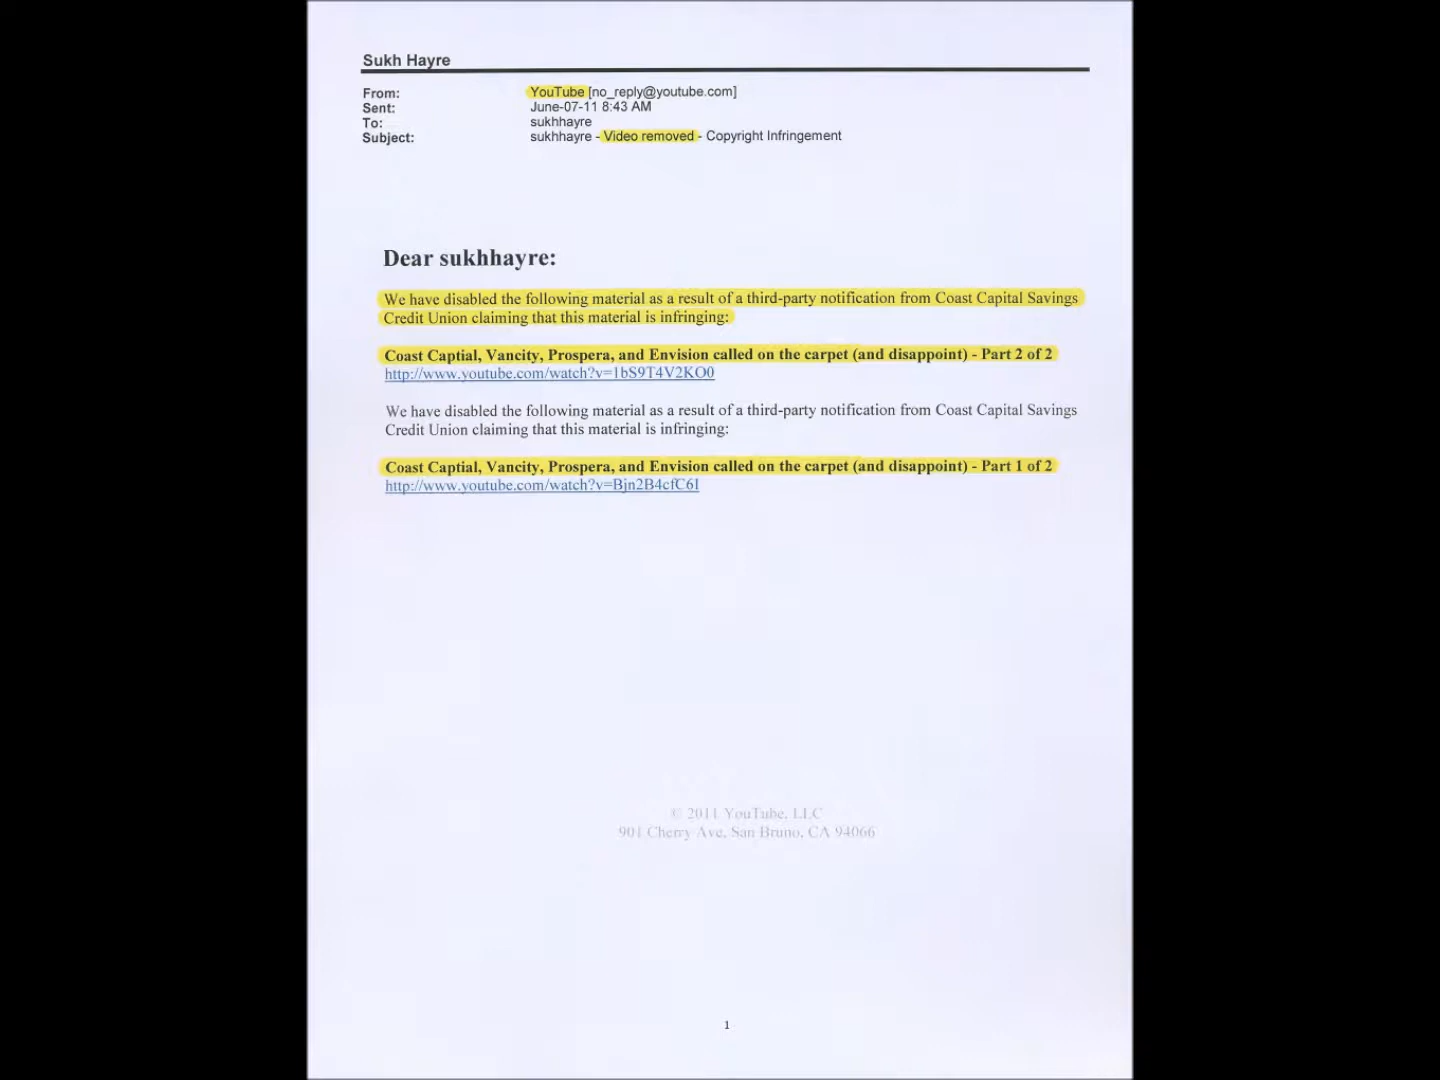 Sukh Hayre
From: YouTube [no_reply@youtube.com]
Sent: June-07-11 8:43 AM
To: sukhhayre
Subject: sukhhayre - Video removed - Copyright Infringement
Dear sukhhayre:
We have disabled the following material as a result of a third-party notification from Coast Capital Savings
Credit Union claiming that this material is infringing:
Coast Captial, Vancity, Prospera, and Envision called on the carpet (and disappoint) - Part 2 of 2
http://www.youtube.com/watch?v=1bS9T4V2KO0
We have disabled the following material as a result of a third-party notification from Coast Capital Savings
Credit Union claiming that this material is infringing:
Coast Captial, Vancity, Prospera, and Envision called on the carpet (and disappoint) - Part 1 of 2
http://www.youtube.com/watch?v=Bjn2B4cfC6I
© 2011 YouTube, LLC
901 Cherry Ave, San Bruno, CA 94066
1